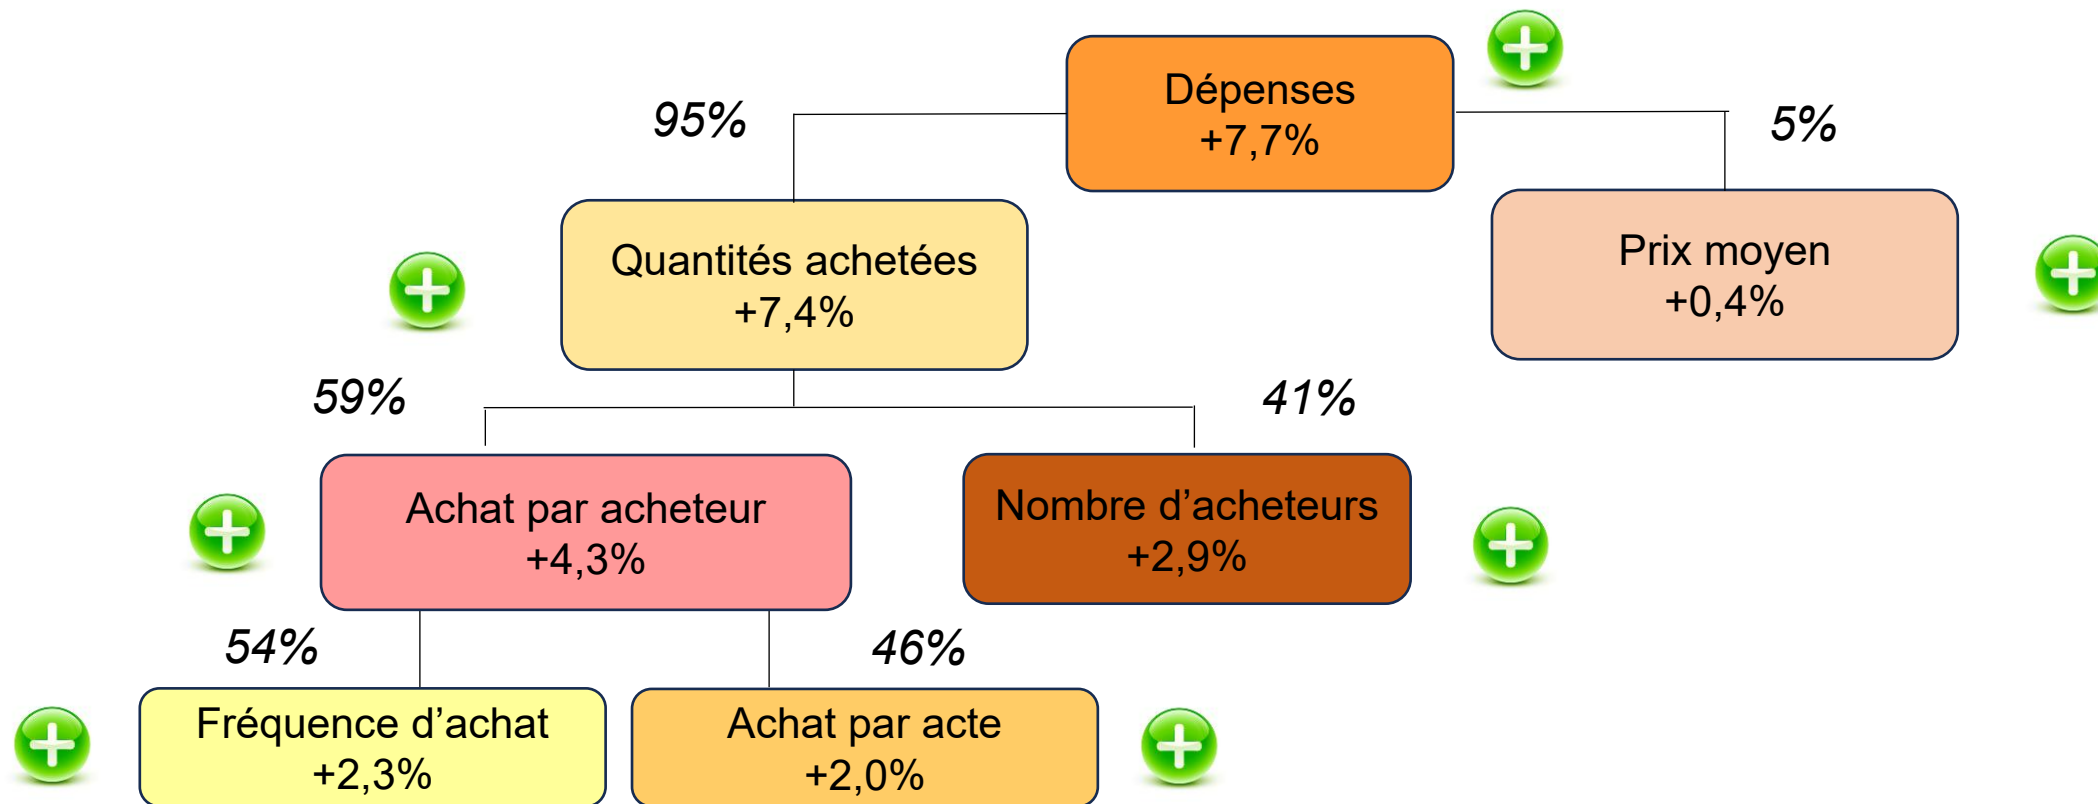 Dépenses
+7,7%
95%
5%
Quantités achetées
+7,4%
Prix moyen
+0,4%
59%
41%
Achat par acheteur
+4,3%
Nombre d’acheteurs
+2,9%
54%
46%
Fréquence d’achat
+2,3%
Achat par acte
+2,0%